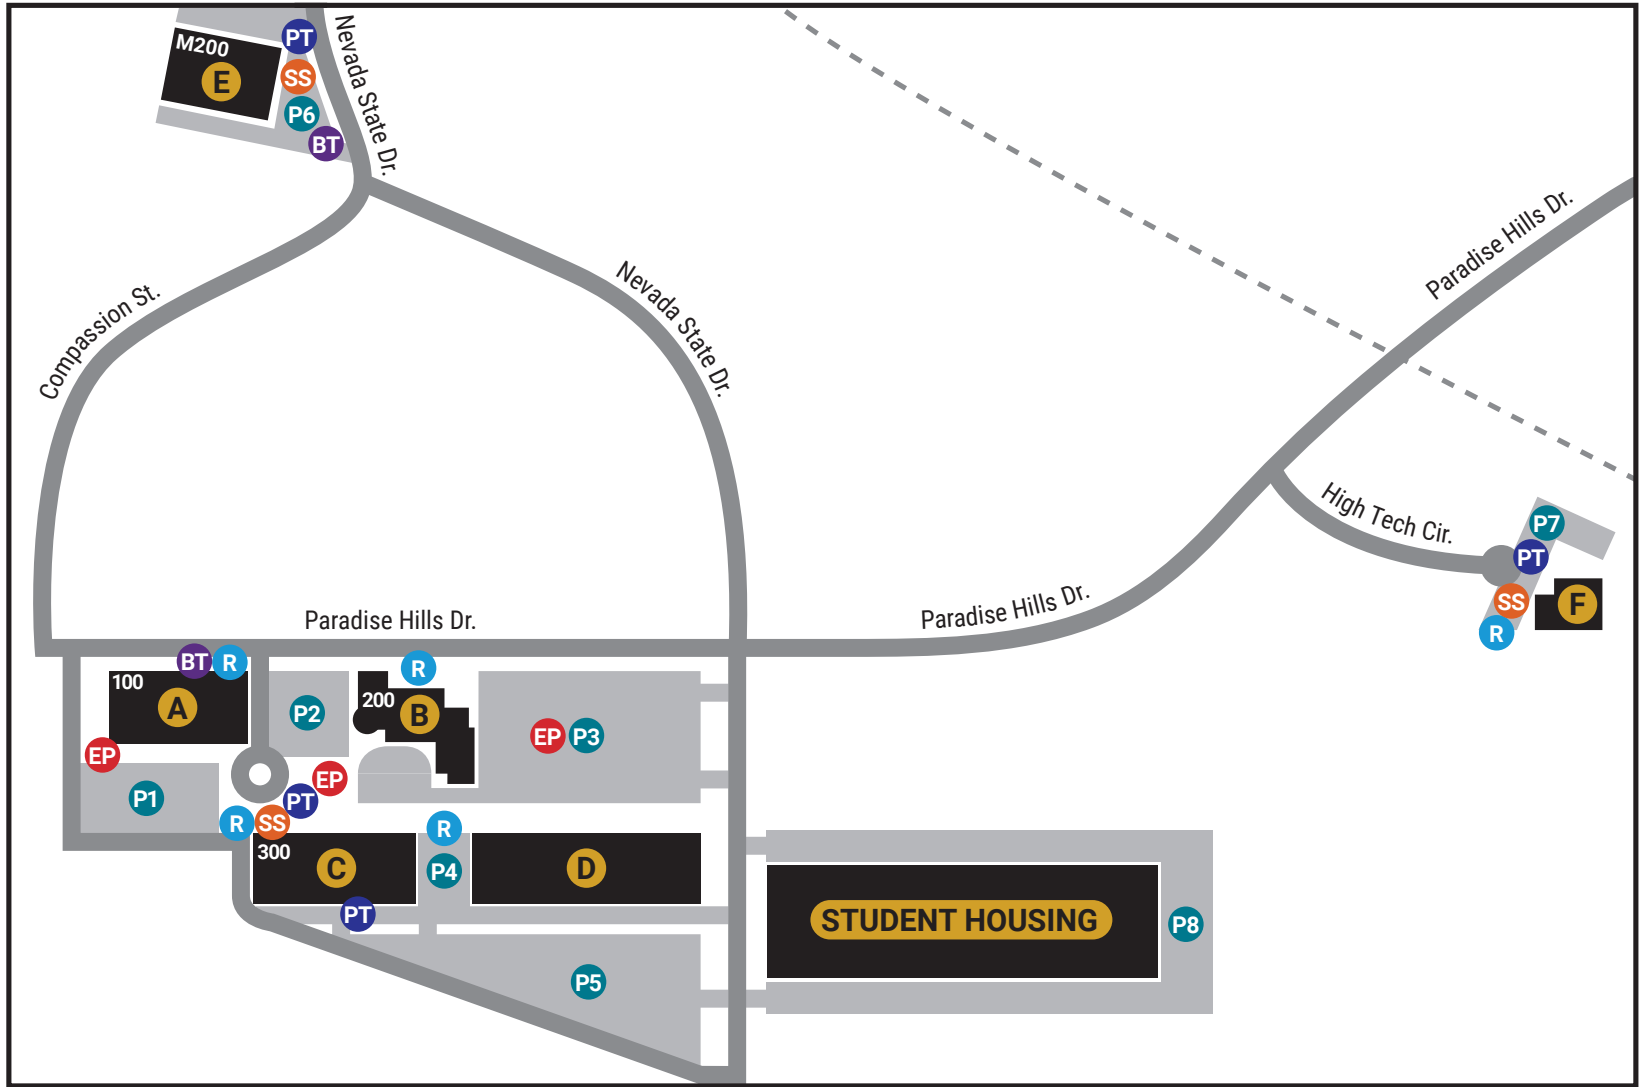 PT
Nevada State Dr.
M200
E
SS
P6
BT
Paradise Hills Dr.
Compassion St.
Nevada State Dr.
High Tech Cir.
P7
PT
SS
F
R
Paradise Hills Dr.
Paradise Hills Dr.
BT
R
R
100
A
P2
200
B
EP
P3
EP
EP
P1
PT
R
SS
R
300
C
P4
D
PT
STUDENT HOUSING
P8
P5